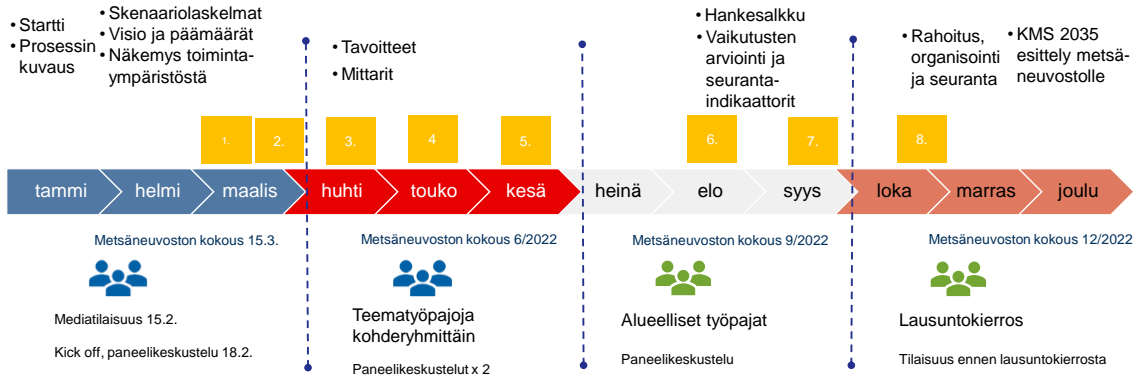 • Startti
• Prosessin
kuvaus
• Skenaariolaskelmat
• Visio ja päämäärät
• Näkemys toiminta-
ympäristöstä
• Tavoitteet
• Mittarit
• Hankesalkku
• Vaikutusten
arviointi ja
seuranta-
indikaattorit
• Rahoitus,
organisointi
ja seuranta
• KMS 2035
esittely metsä-
neuvostolle
1.
2.
3.
4
5.
6.
7.
8.
tammi
helmi
maalis
huhti
touko
kesä
heinä
elo
syys
loka
marras
joulu
Metsäneuvoston kokous 15.3.
Metsäneuvoston kokous 6/2022
Metsäneuvoston kokous 9/2022
Metsäneuvoston kokous 12/2022
Mediatilaisuus 15.2.
Kick off, paneelikeskustelu 18.2.
Teematyöpajoja
kohderyhmittäin
Paneelikeskustelut x 2
Alueelliset työpajat
Paneelikeskustelu
Lausuntokierros
Tilaisuus ennen lausuntokierrosta